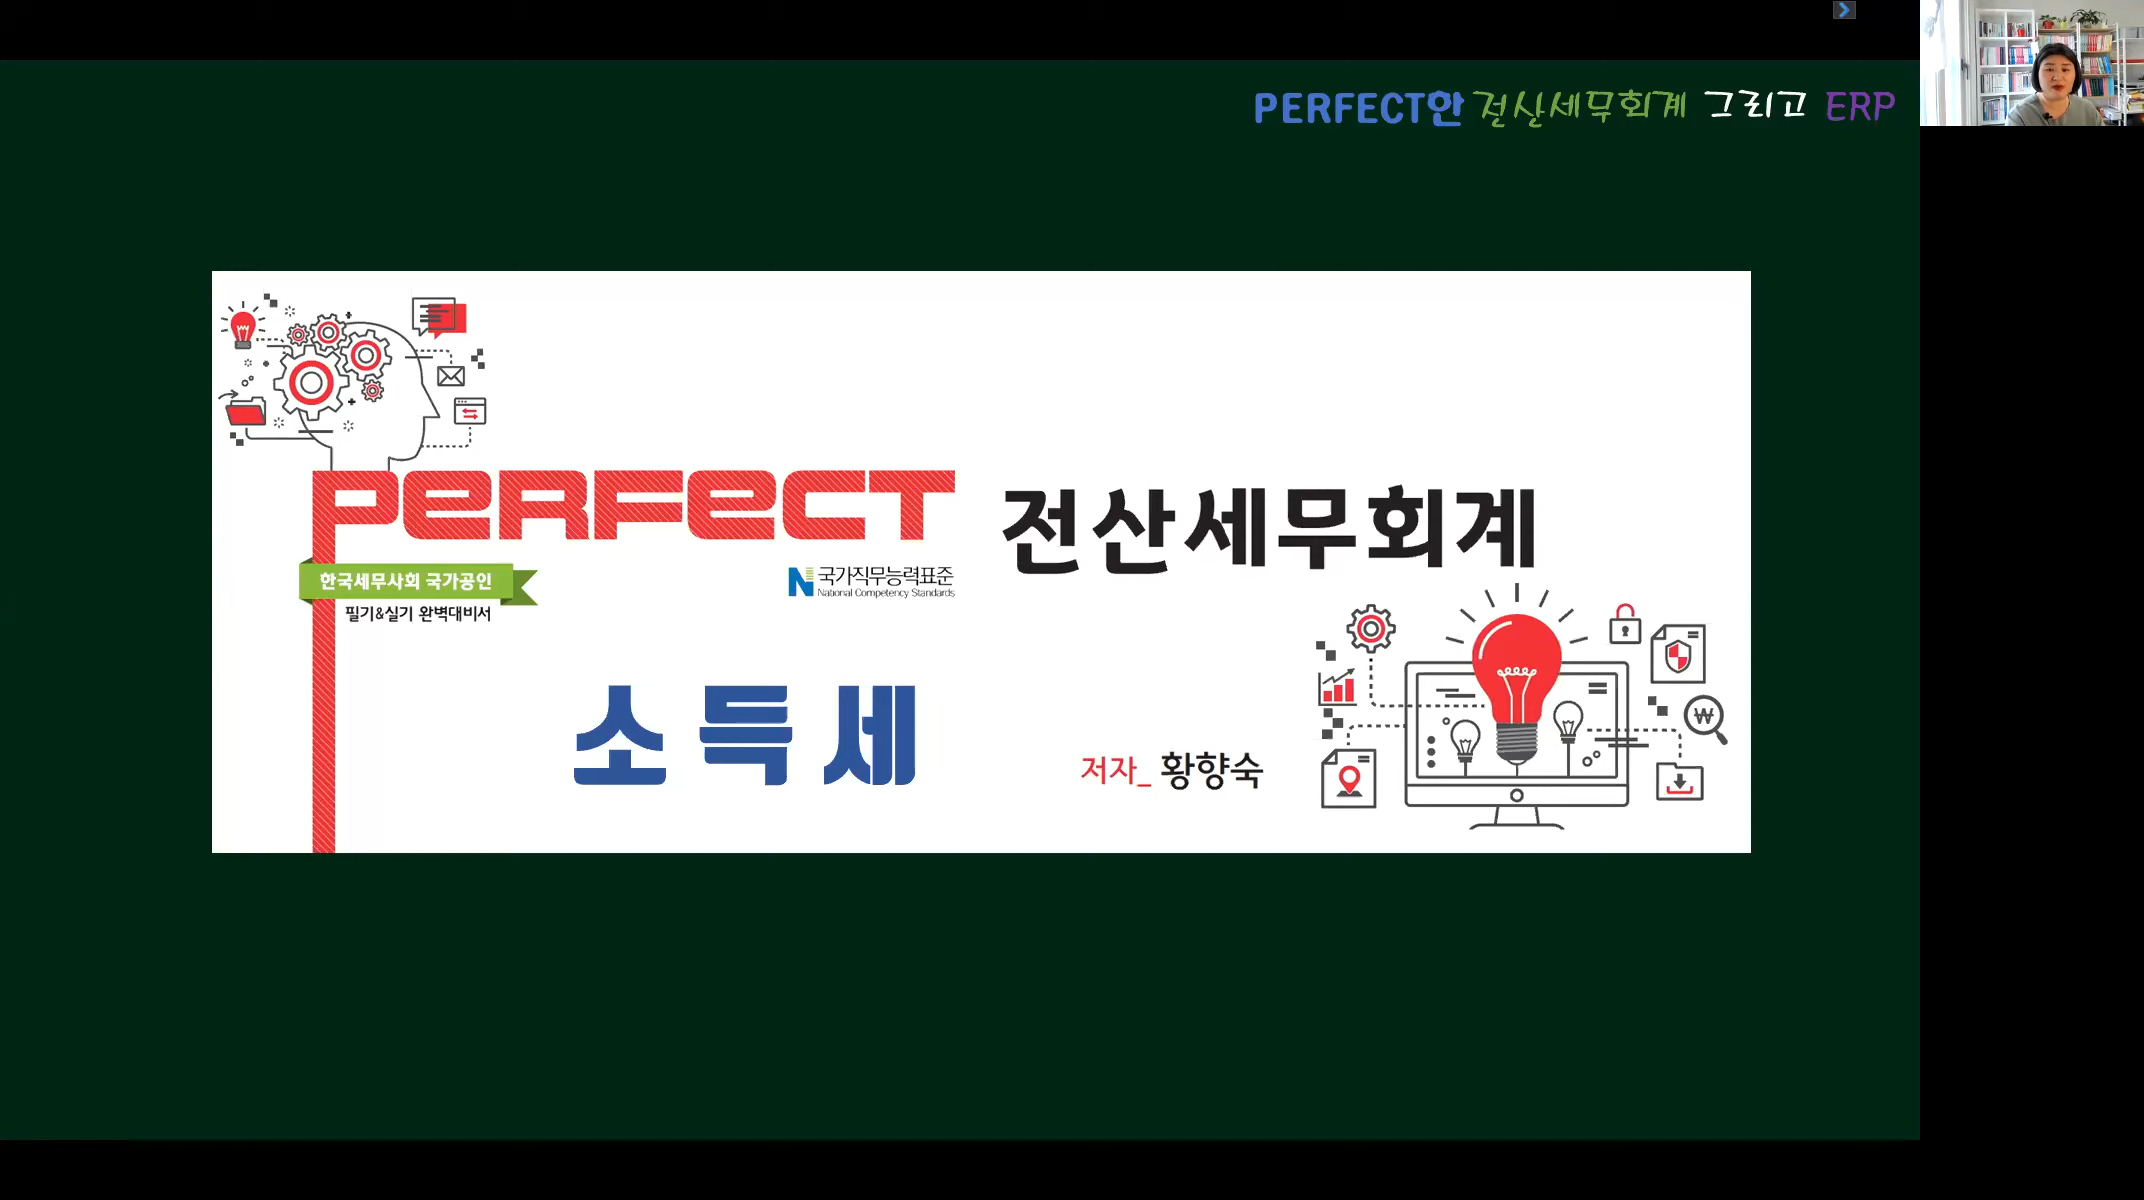 PERFECT한 전산세무회계 그리고 ERP
PERFECT 전산세무회계
한국세무사회 국가공인
필기&실기 완벽대비서
N 국가직무능력표준
National Competency Standards
소득세
저자_ 황향숙
₩